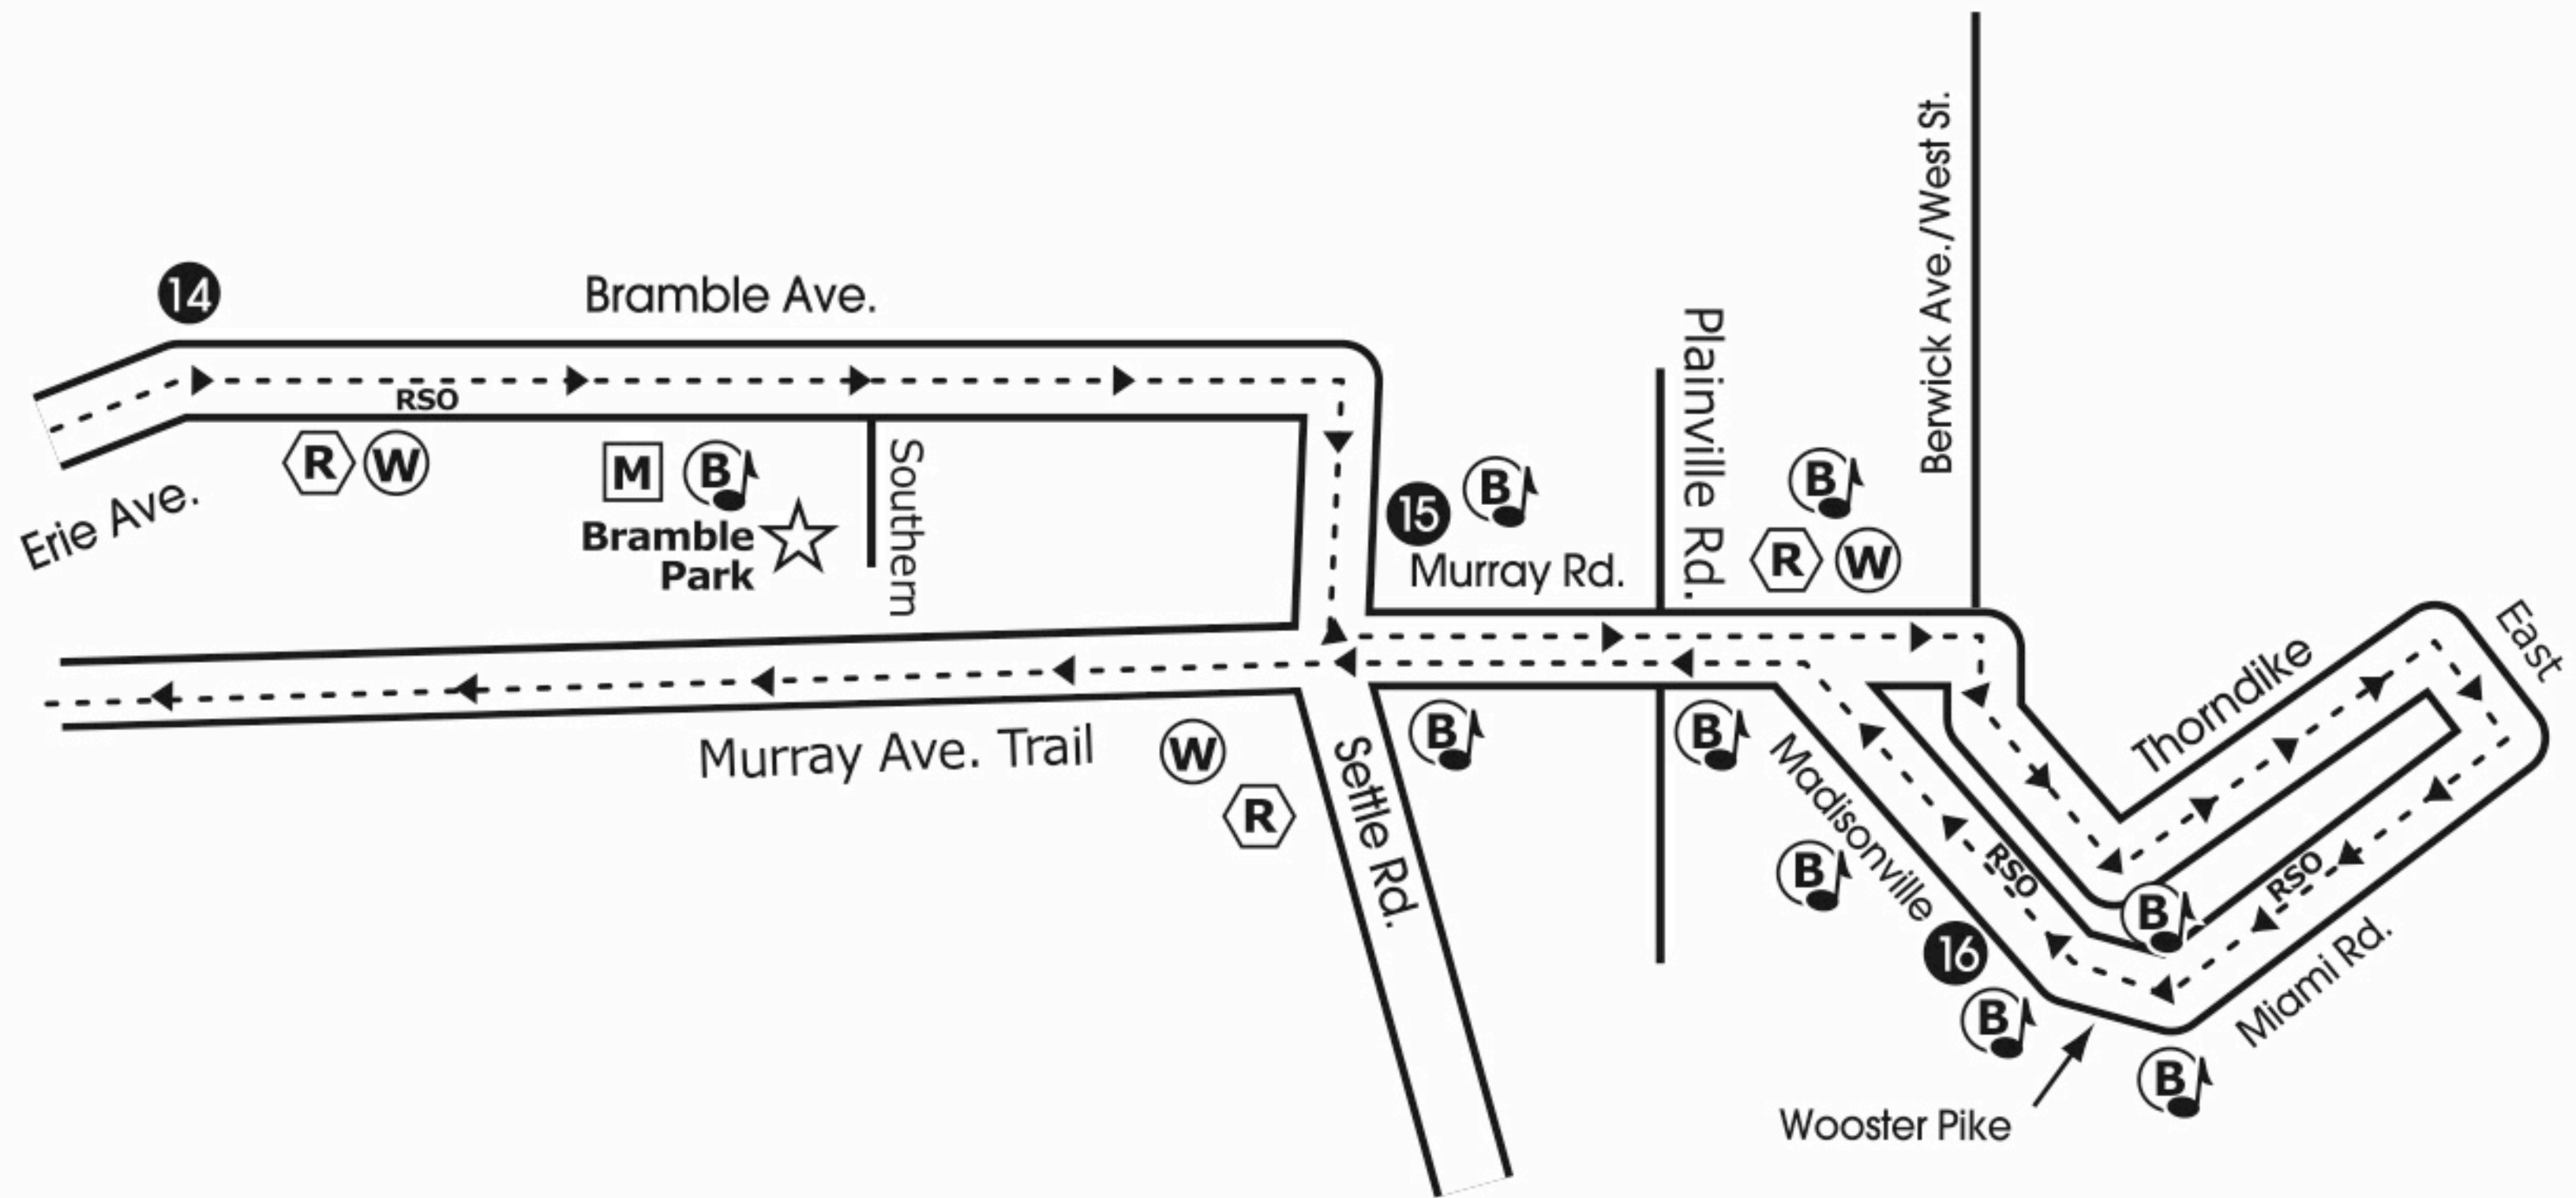 Berwick Ave./West St.
14
Bramble Ave.
Plainville Rd.
RSO
R W
M B
Southern
15 B
B
Erie Ave.
Bramble
Park
Murray Rd.
R W
East
Thorndike
Murray Ave. Trail
W
R
Settle Rd.
B
B
Madisonville
B
RSO
RSO
B
16
B
Miami Rd.
B
Wooster Pike